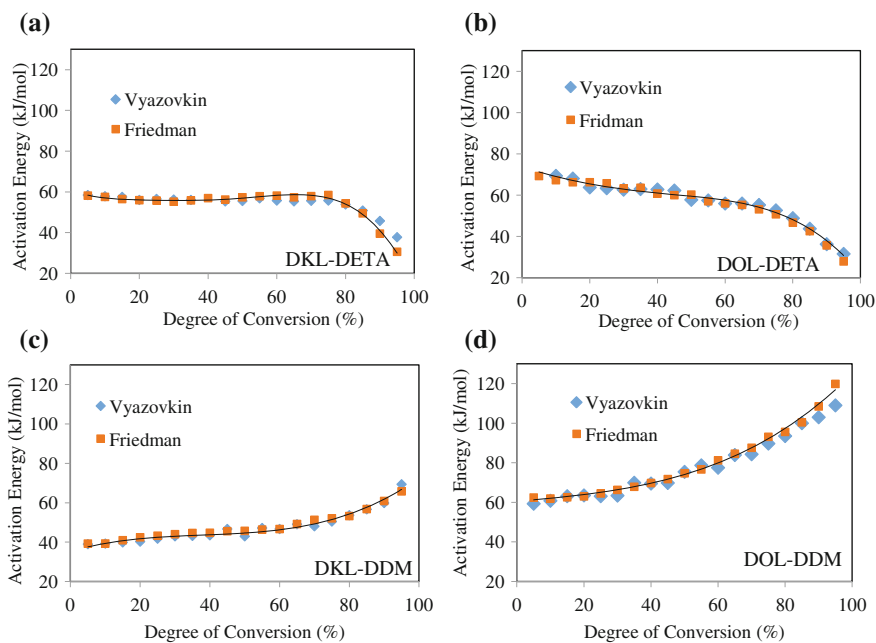 (a)
120
100
80
60
40
20
Activation Energy (kJ/mol)
Vyazovkin
Friedman
DKL-DETA
0 20 40 60 80 100
Degree of Conversion (%)
(b)
120
100
80
60
40
20
Activation Energy (kJ/mol)
Vyazovkin
Fridman
DOL-DETA
0 20 40 60 80 100
Degree of Conversion (%)
(c)
120
100
80
60
40
20
Activation Energy (kJ/mol)
Vyazovkin
Friedman
DKL-DDM
0 20 40 60 80 100
Degree of Conversion (%)
(d)
120
100
80
60
40
20
Activation Energy (kJ/mol)
Vyazovkin
Friedman
DOL-DDM
0 20 40 60 80 100
Degree of Conversion (%)